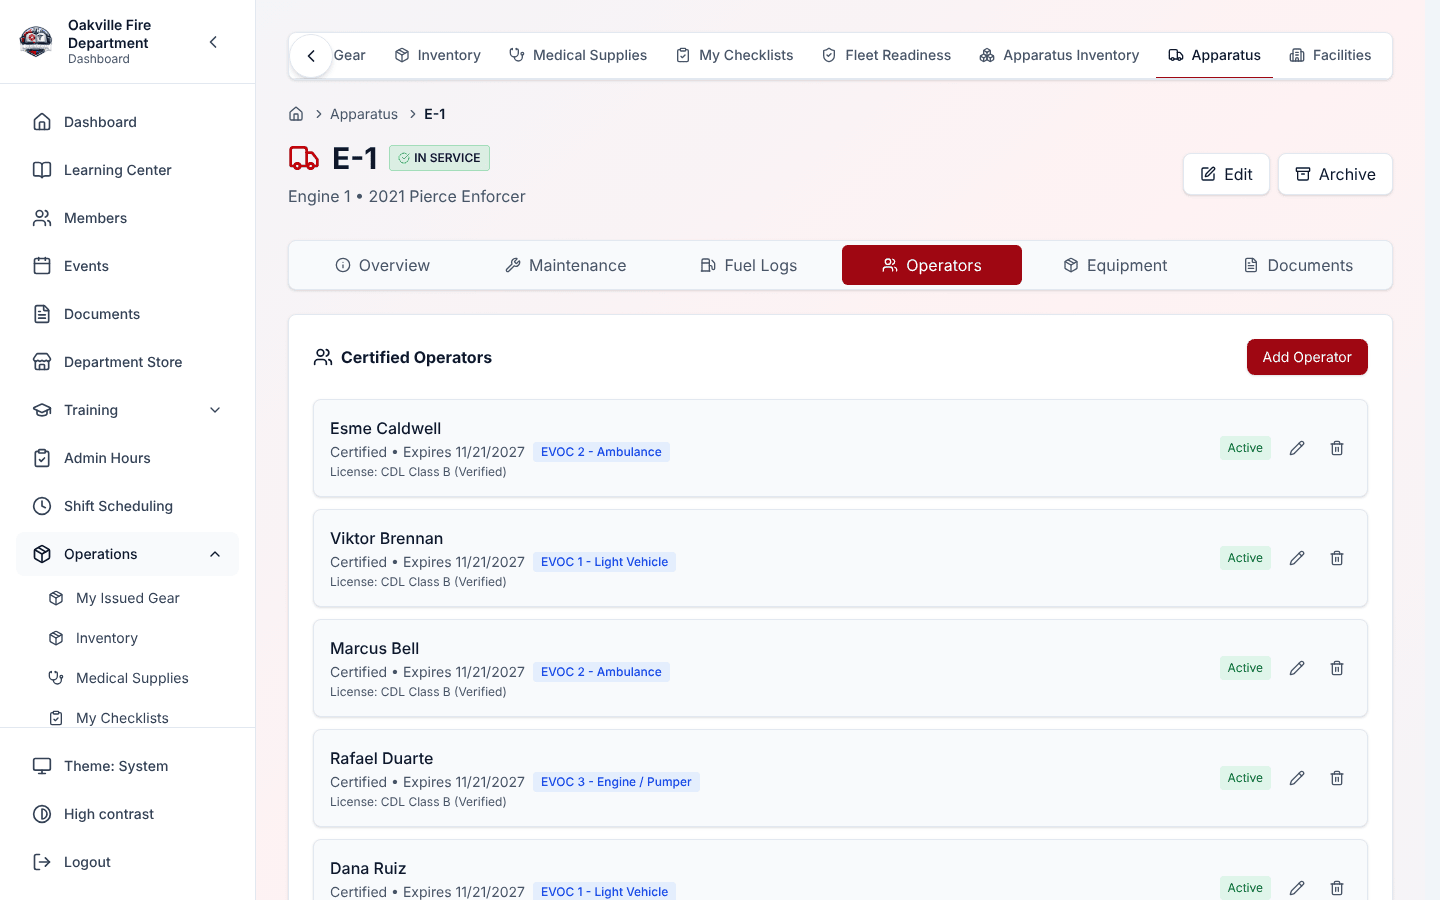 Oakville Fire
Department
Dashboard
Dashboard
Learning Center
Members
Events
Documents
Department Store
Training
Admin Hours
Shift Scheduling
Operations
My Issued Gear
Inventory
Medical Supplies
My Checklists
Theme: System
High contrast
Logout
Gear
Inventory
Medical Supplies
My Checklists
Fleet Readiness
Apparatus Inventory
Apparatus
Facilities
Apparatus
E-1
E-1
IN SERVICE
Engine 1 • 2021 Pierce Enforcer
Edit
Archive
Overview
Maintenance
Fuel Logs
Operators
Equipment
Documents
Certified Operators
Add Operator
Esme Caldwell
Certified • Expires 11/21/2027 EVOC 2 - Ambulance
License: CDL Class B (Verified)
Active
Viktor Brennan
Certified • Expires 11/21/2027 EVOC 1 - Light Vehicle
License: CDL Class B (Verified)
Active
Marcus Bell
Certified • Expires 11/21/2027 EVOC 2 - Ambulance
License: CDL Class B (Verified)
Active
Rafael Duarte
Certified • Expires 11/21/2027 EVOC 3 - Engine / Pumper
License: CDL Class B (Verified)
Active
Dana Ruiz
Certified • Expires 11/21/2027 EVOC 1 - Light Vehicle
Active